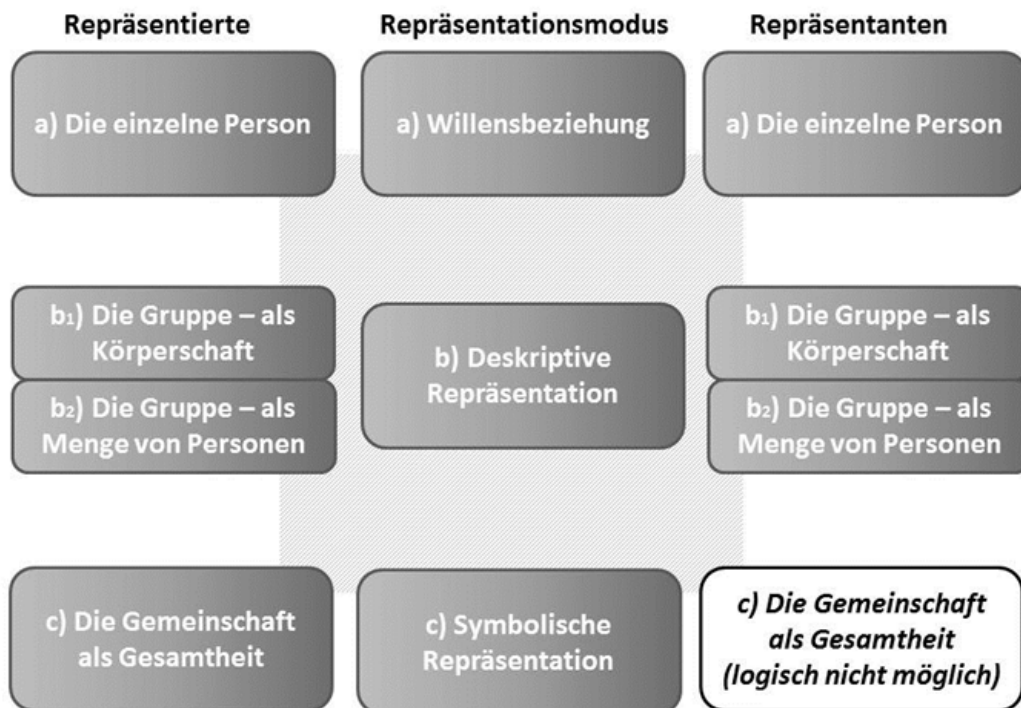 Repräsentierte
Repräsentationsmodus
Repräsentanten
a) Die einzelne Person
a) Willensbeziehung
a) Die einzelne Person
b1) Die Gruppe – als
Körperschaft
b2) Die Gruppe – als
Menge von Personen
b) Deskriptive
Repräsentation
b1) Die Gruppe – als
Körperschaft
b2) Die Gruppe – als
Menge von Personen
c) Die Gemeinschaft
als Gesamtheit
c) Symbolische
Repräsentation
c) Die Gemeinschaft
als Gesamtheit
(logisch nicht möglich)